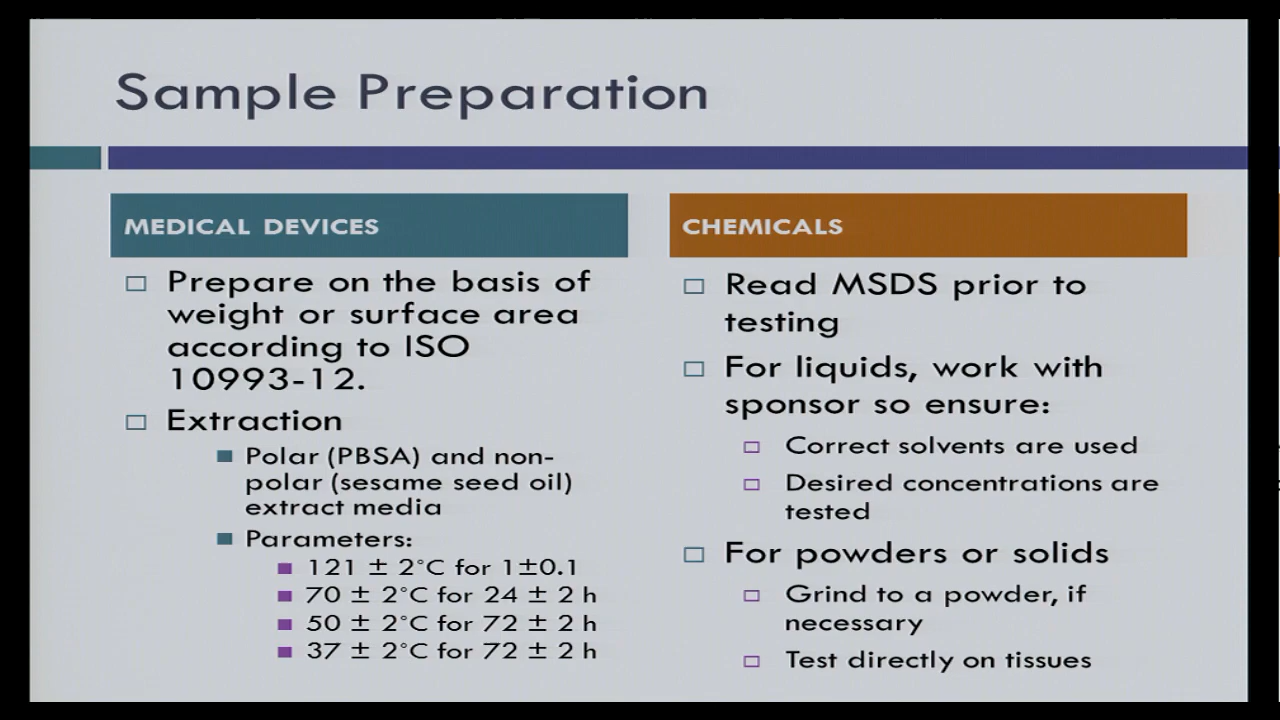 Sample Preparation
MEDICAL DEVICES
Prepare on the basis of
weight or surface area
according to ISO
10993-12.
Extraction
Polar (PBSA) and non-
polar (sesame seed oil)
extract media
Parameters:
121 ± 2°C for 1±0.1
70 ± 2°C for 24 ± 2 h
50 ± 2°C for 72 ± 2 h
37 ± 2°C for 72 ± 2 h
CHEMICALS
Read MSDS prior to
testing
For liquids, work with
sponsor so ensure:
Correct solvents are used
Desired concentrations are
tested
For powders or solids
Grind to a powder, if
necessary
Test directly on tissues